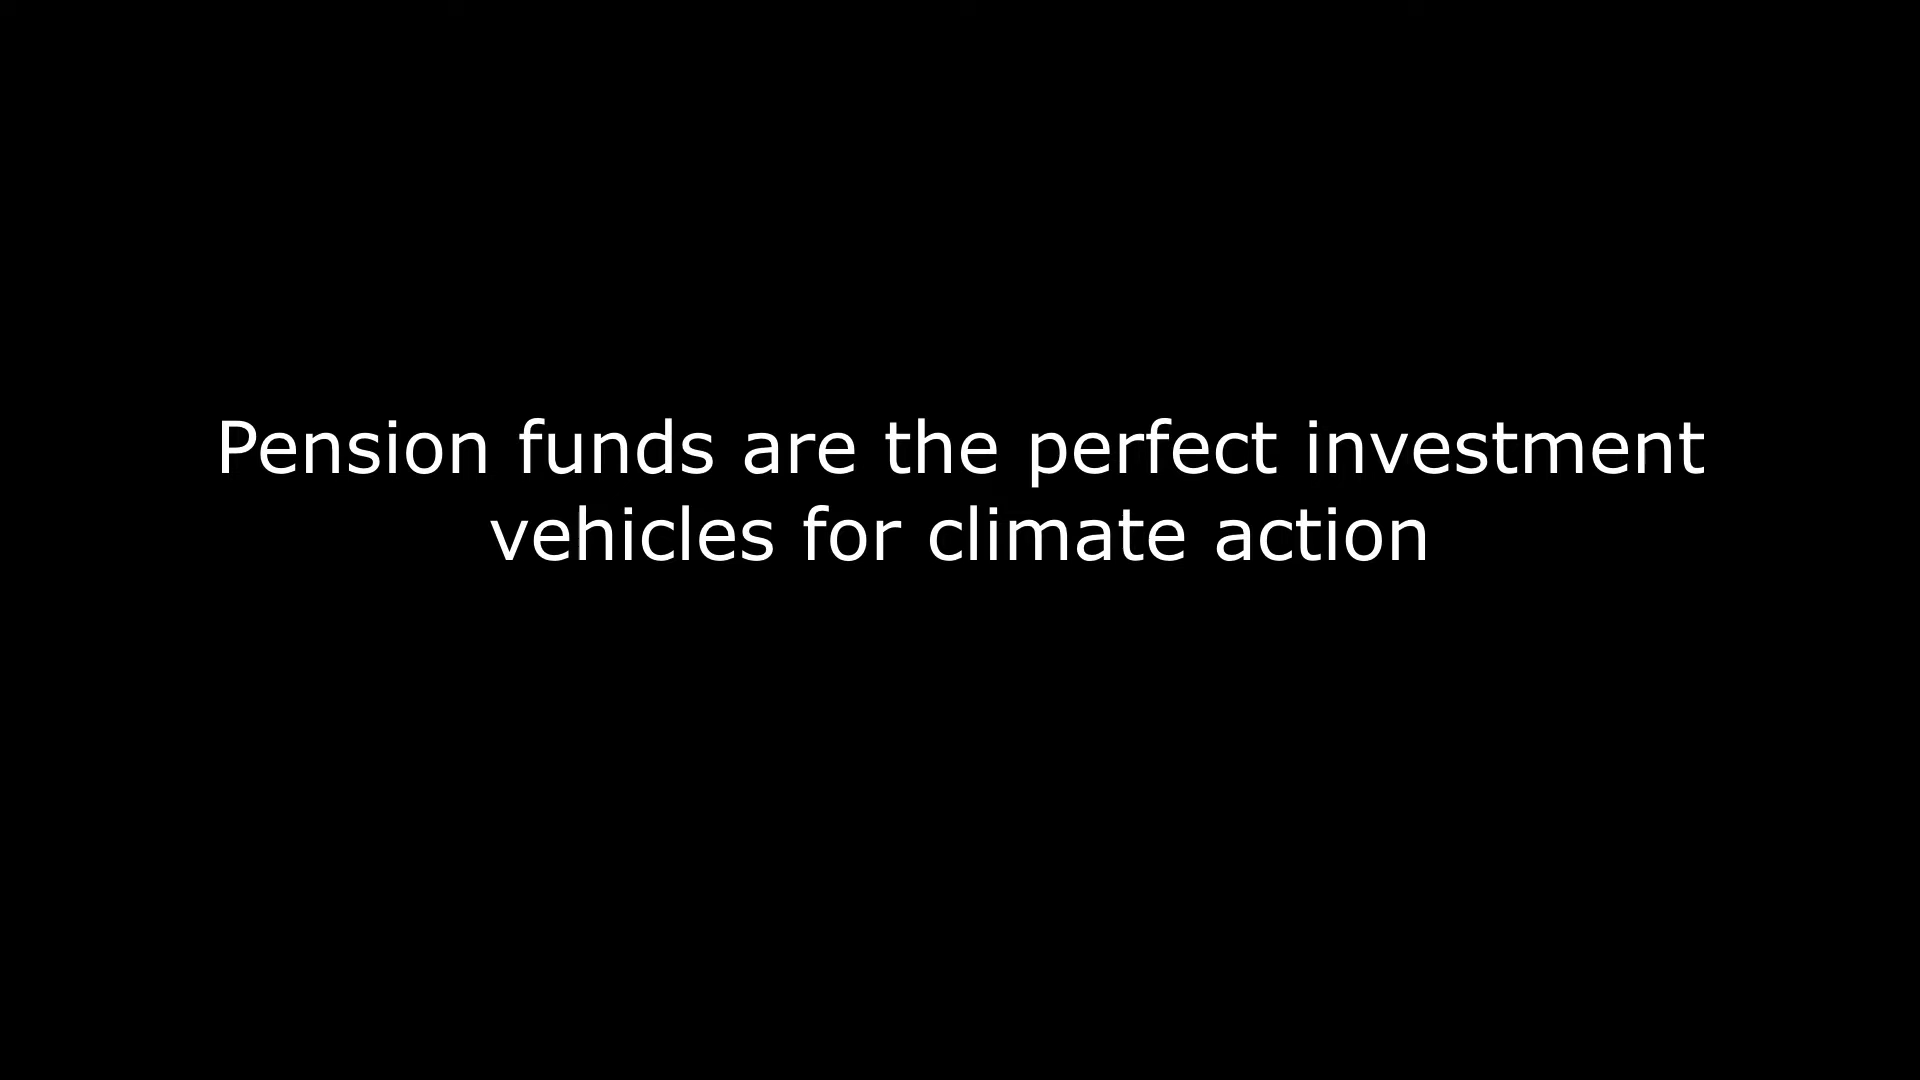 Pension funds are the perfect investment
vehicles for climate action